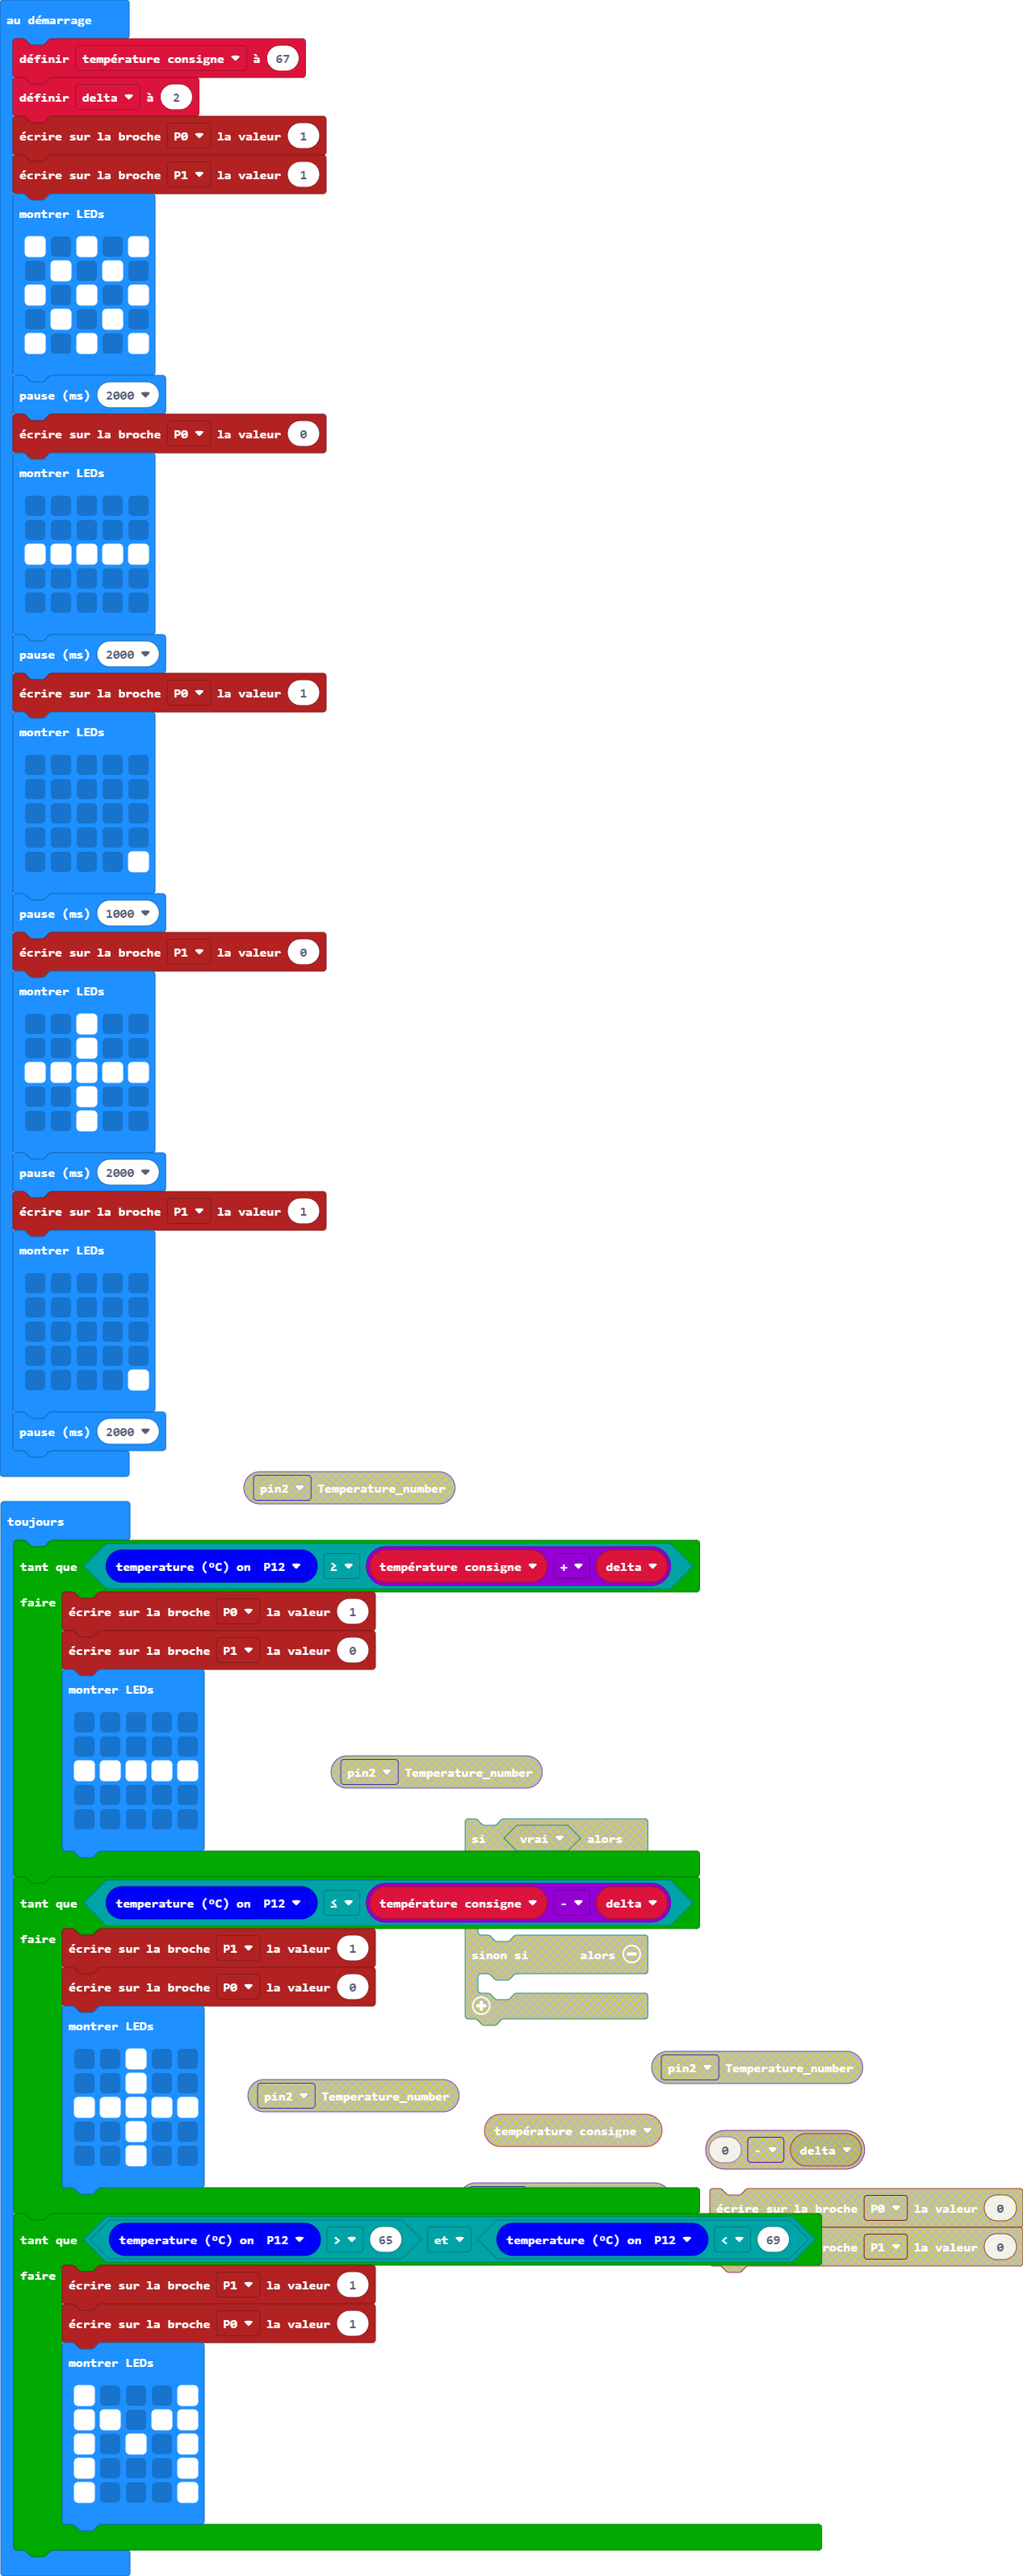 au démarrage
définir température consigne à 67
définir delta à 2
écrire sur la broche P0 la valeur 1
écrire sur la broche P1 la valeur 1
montrer LEDs
pause (ms) 2000
écrire sur la broche P0 la valeur 0
montrer LEDs
pause (ms) 2000
écrire sur la broche P0 la valeur 1
montrer LEDs
pause (ms) 1000
écrire sur la broche P1 la valeur 0
montrer LEDs
pause (ms) 2000
écrire sur la broche P1 la valeur 1
montrer LEDs
pause (ms) 2000
pin2 Temperature_number
toujours
tant que temperature (ºC) on P12 ≥ température consigne + delta
faire
écrire sur la broche P0 la valeur 1
écrire sur la broche P1 la valeur 0
montrer LEDs
pin2 Temperature_number
si vrai alors
tant que temperature (ºC) on P12 ≤ température consigne - delta
faire
écrire sur la broche P1 la valeur 1
sinon si alors
écrire sur la broche P0 la valeur 0
montrer LEDs
pin2 Temperature_number
pin2 Temperature_number
température consigne
0 - delta
écrire sur la broche P0 la valeur 0
tant que temperature (ºC) on P12 > 65 et temperature (ºC) on P12 < 69
roche P1 la valeur 0
faire
écrire sur la broche P1 la valeur 1
écrire sur la broche P0 la valeur 1
montrer LEDs